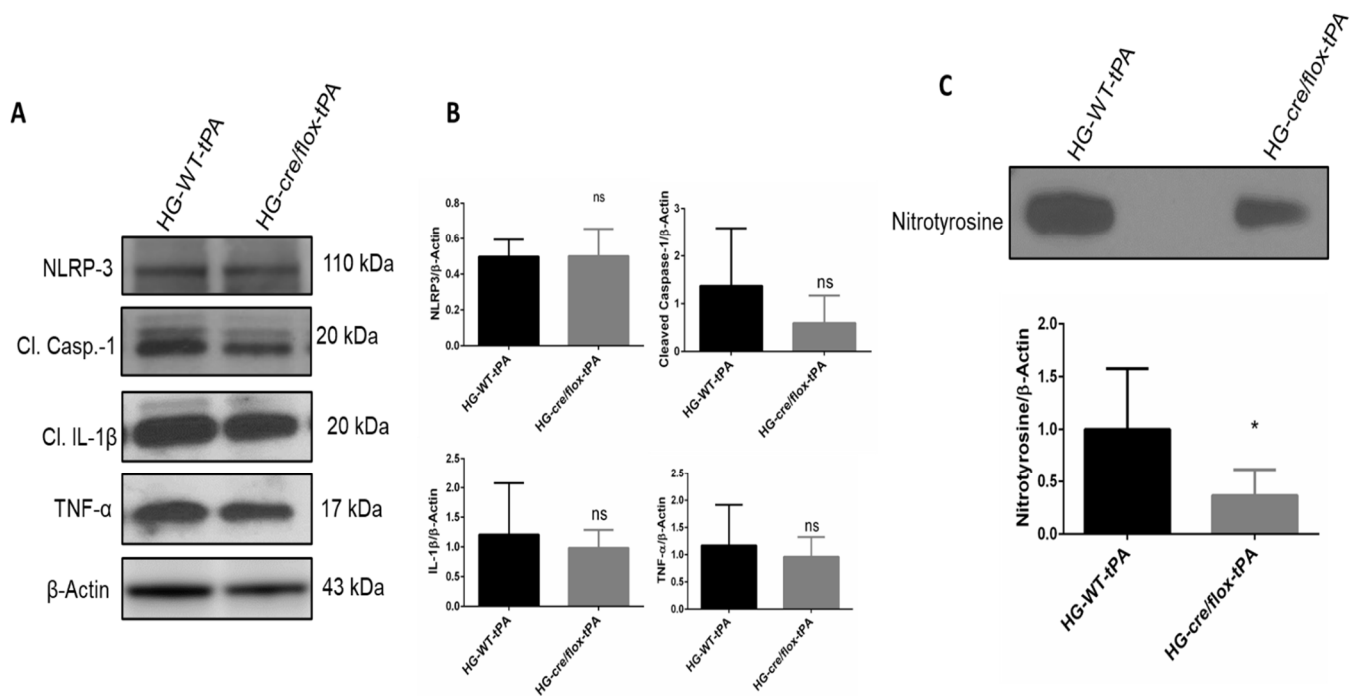 A
HG-WT-tPA
HG-cre/flox-tPA
NLRP-3
110 kDa
Cl. Casp.-1
20 kDa
Cl. IL-1β
20 kDa
TNF-α
17 kDa
β-Actin
43 kDa
B
NLRP3/β-Actin
0.8
0.6
0.4
0.2
0.0
ns
HG-WT-tPA
HG-cre/flox-tPA
Cleaved Caspase-1/β-Actin
3
2
1
0
ns
HG-WT-tPA
HG-cre/flox-tPA
IL-1β/β-Actin
2.5
2.0
1.5
1.0
0.5
0.0
ns
HG-WT-tPA
HG-cre/flox-tPA
TNF-α/β-Actin
2.5
2.0
1.5
1.0
0.5
0.0
ns
HG-WT-tPA
HG-cre/flox-tPA
C
HG-WT-tPA
HG-cre/flox-tPA
Nitrotyrosine
Nitrotyrosine/β-Actin
2.0
1.5
1.0
0.5
0.0
*
HG-WT-tPA
HG-cre/flox-tPA